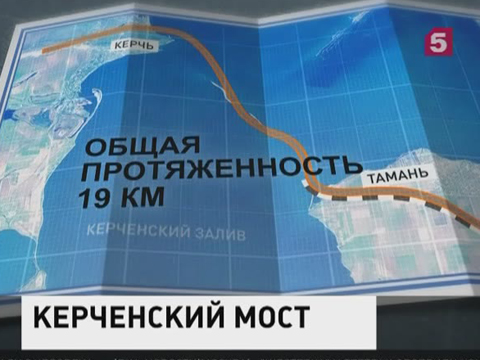 5
КЕРЧЬ
ОБЩАЯ
ПРОТЯЖЕННОСТЬ
19 КМ
ТАМАНЬ
КЕРЧЕНСКИЙ ЗАЛИВ
КЕРЧЕНСКИЙ МОСТ